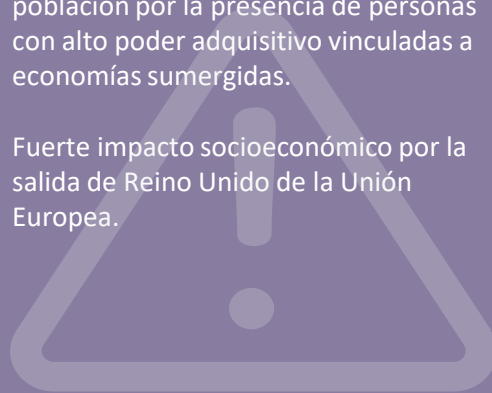 población por la presencia de personas
con alto poder adquisitivo vinculadas a
economías sumergidas.
Fuerte impacto socioeconómico por la
salida de Reino Unido de la Unión
Europea.